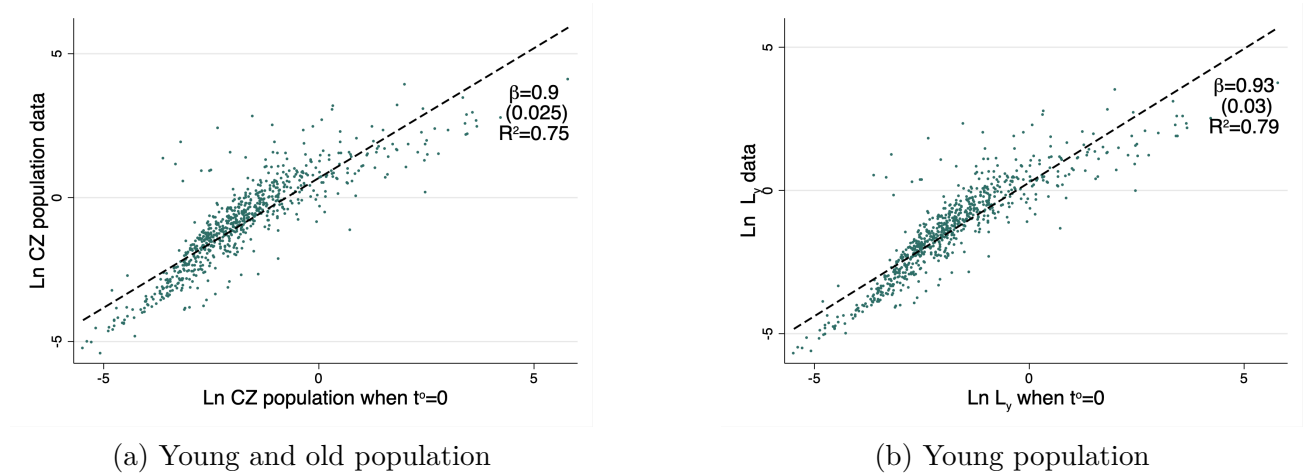 Ln CZ population data
5
0
-5
β=0.9
(0.025)
R²=0.75
-5 0 5
Ln CZ population when tᵒ=0
(a) Young and old population
Ln L_y data
5
0
-5
β=0.93
(0.03)
R²=0.79
-5 0 5
Ln L_y when tᵒ=0
(b) Young population